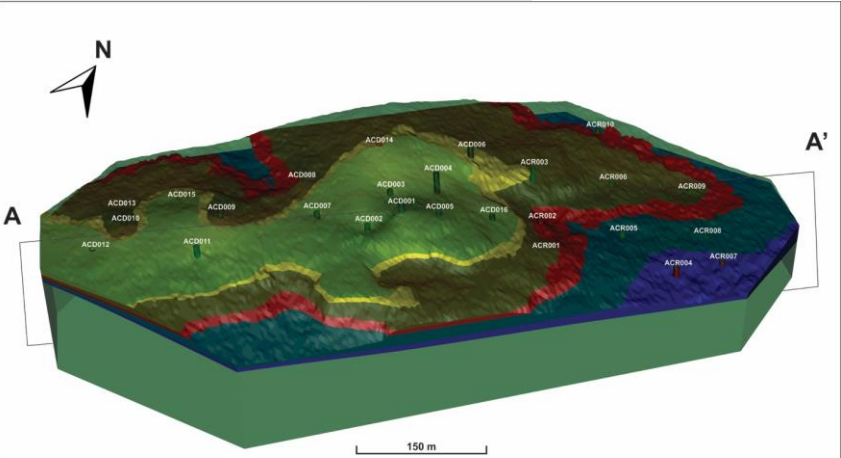 N
ACR010
ACD014
ACD006
A'
ACR003
ACD004
ACD008
ACR008
ACR009
ACD003
ACD015
ACD013
ACD001
ACD009
ACD005
ACD007
ACD016
ACR002
A
ACD010
ACD002
ACR005
ACR008
ACD012
ACD011
ACR001
ACR007
ACR004
150 m